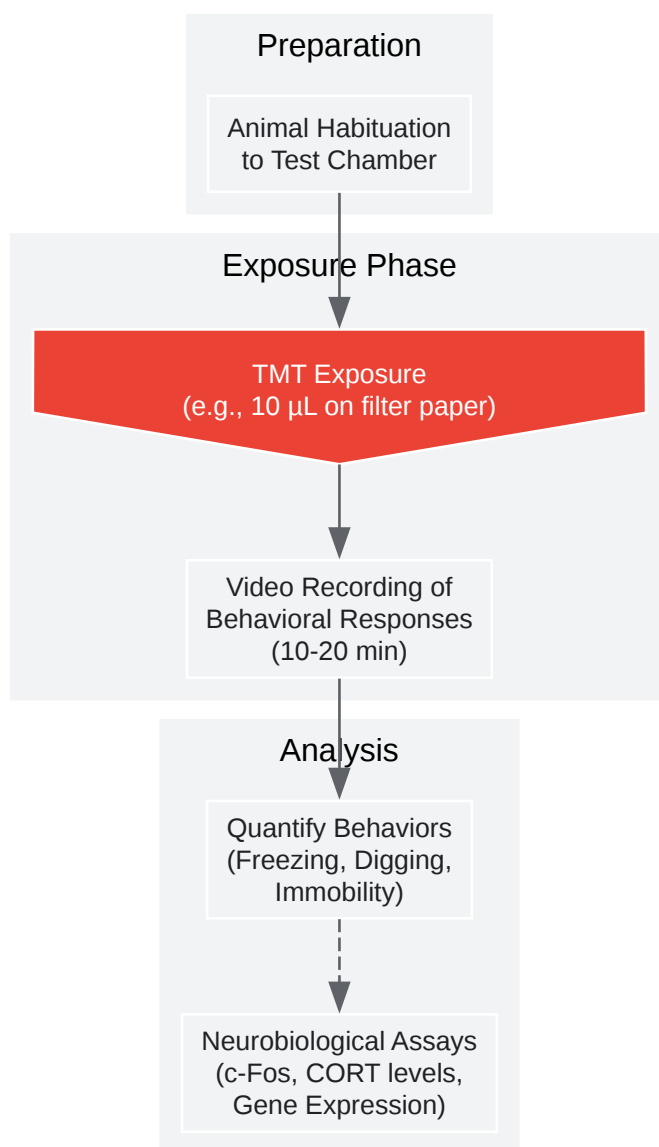 Preparation
Animal Habituation
to Test Chamber
Exposure Phase
TMT Exposure
(e.g., 10 µL on filter paper)
Video Recording of
Behavioral Responses
(10-20 min)
Analysis
Quantify Behaviors
(Freezing, Digging,
Immobility)
Neurobiological Assays
(c-Fos, CORT levels,
Gene Expression)